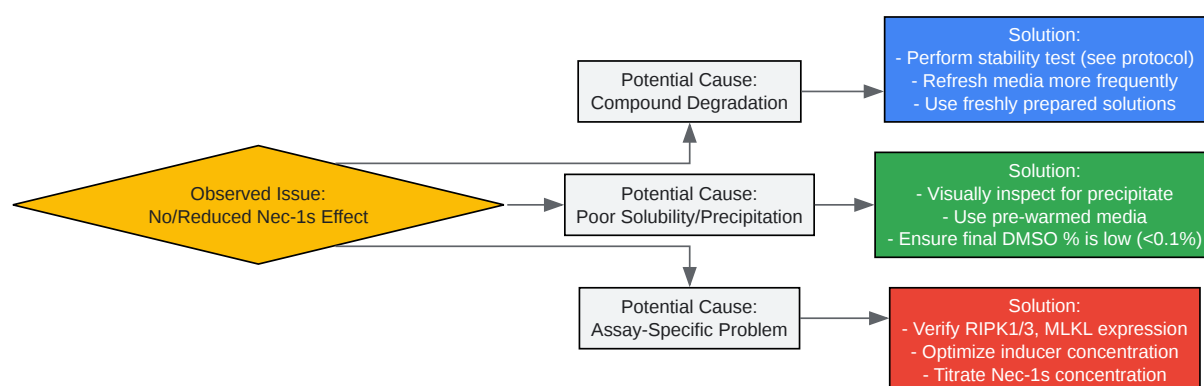 Observed Issue:
No/Reduced Nec-1s Effect
Potential Cause:
Compound Degradation
Solution:
- Perform stability test (see protocol)
- Refresh media more frequently
- Use freshly prepared solutions
Potential Cause:
Poor Solubility/Precipitation
Solution:
- Visually inspect for precipitate
- Use pre-warmed media
- Ensure final DMSO % is low (<0.1%)
Potential Cause:
Assay-Specific Problem
Solution:
- Verify RIPK1/3, MLKL expression
- Optimize inducer concentration
- Titrate Nec-1s concentration